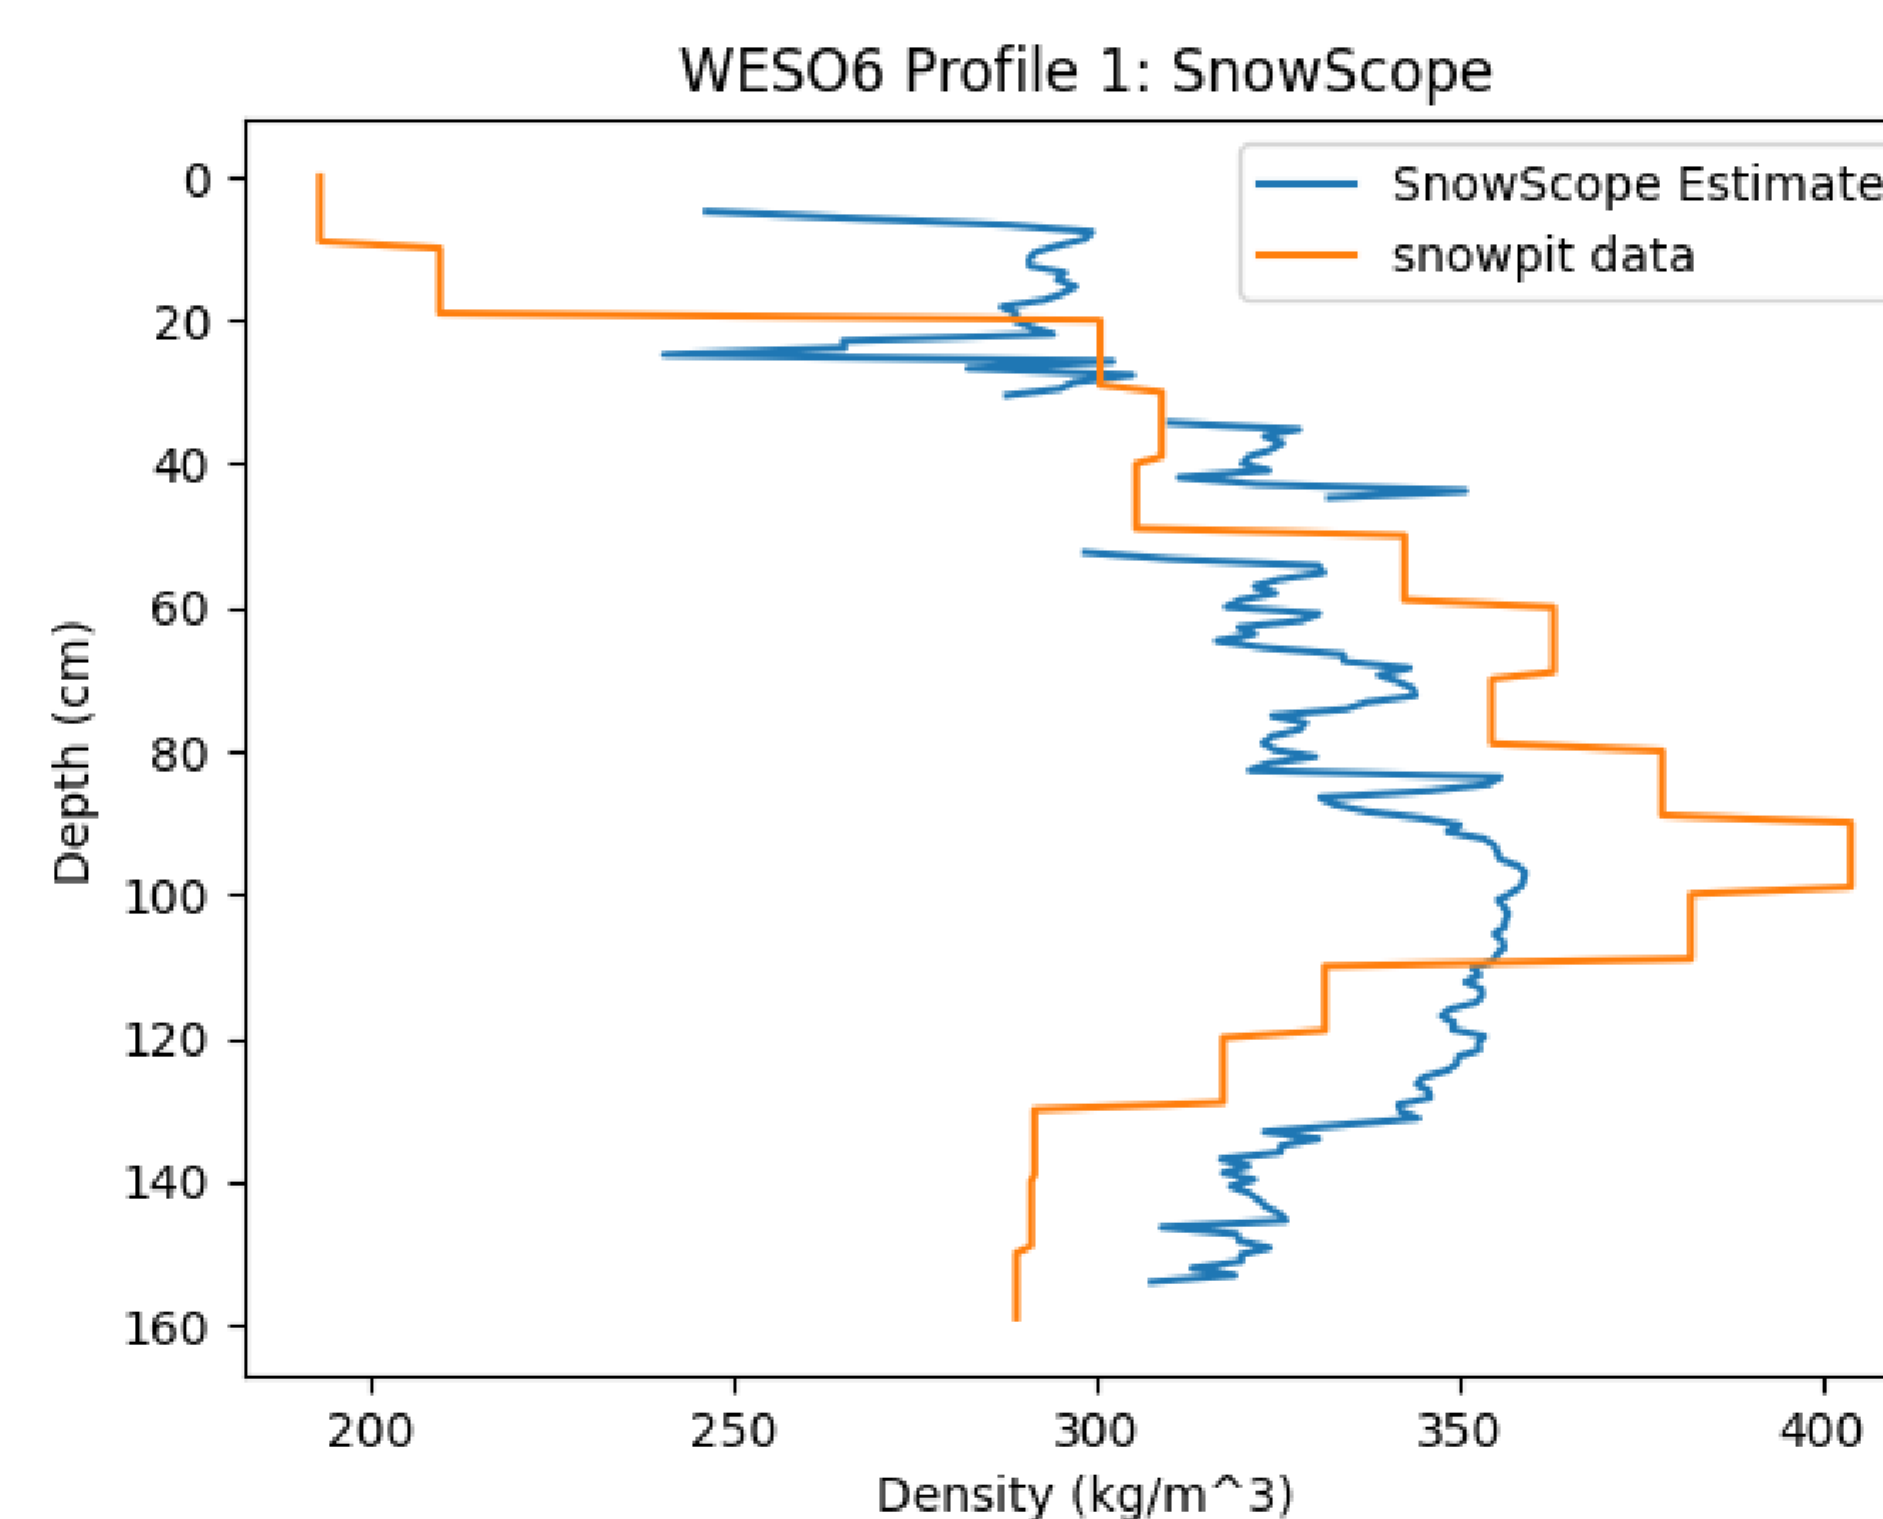 WESO6 Profile 1: SnowScope
SnowScope Estimate
snowpit data
0
20
40
60
80
100
120
140
160
Depth (cm)
200 250 300 350 400
Density (kg/m^3)